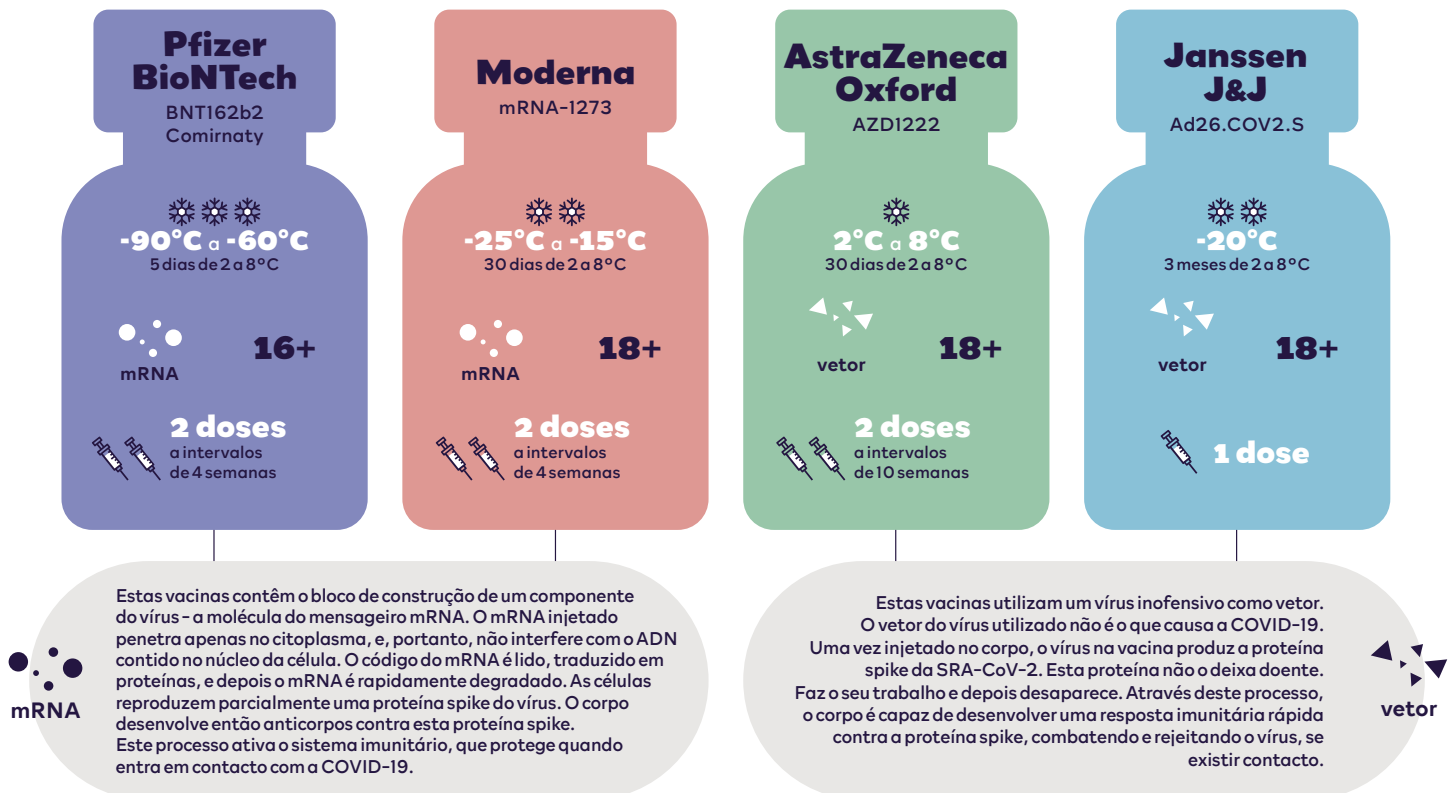 Pfizer
BioNTech
BNT162b2
Comirnaty
-90°C a -60°C
5 dias de 2 a 8°C
mRNA
16+
2 doses
a intervalos
de 4 semanas
Moderna
mRNA-1273
-25°C a -15°C
30 dias de 2 a 8°C
mRNA
18+
2 doses
a intervalos
de 4 semanas
AstraZeneca
Oxford
AZD1222
2°C a 8°C
30 dias de 2 a 8°C
vetor
18+
2 doses
a intervalos
de 10 semanas
Janssen
J&J
Ad26.COV2.S
-20°C
3 meses de 2 a 8°C
vetor
18+
1 dose
mRNA
Estas vacinas contêm o bloco de construção de um componente
do vírus - a molécula do mensageiro mRNA. O mRNA injetado
penetra apenas no citoplasma, e, portanto, não interfere com o ADN
contido no núcleo da célula. O código do mRNA é lido, traduzido em
proteínas, e depois o mRNA é rapidamente degradado. As células
reproduzem parcialmente uma proteína spike do vírus. O corpo
desenvolve então anticorpos contra esta proteína spike.
Este processo ativa o sistema imunitário, que protege quando
entra em contacto com a COVID-19.
Estas vacinas utilizam um vírus inofensivo como vetor.
O vetor do vírus utilizado não é o que causa a COVID-19.
Uma vez injetado no corpo, o vírus na vacina produz a proteína
spike da SRA-CoV-2. Esta proteína não o deixa doente.
Faz o seu trabalho e depois desaparece. Através deste processo,
o corpo é capaz de desenvolver uma resposta imunitária rápida
contra a proteína spike, combatendo e rejeitando o vírus, se
existir contacto.
vetor